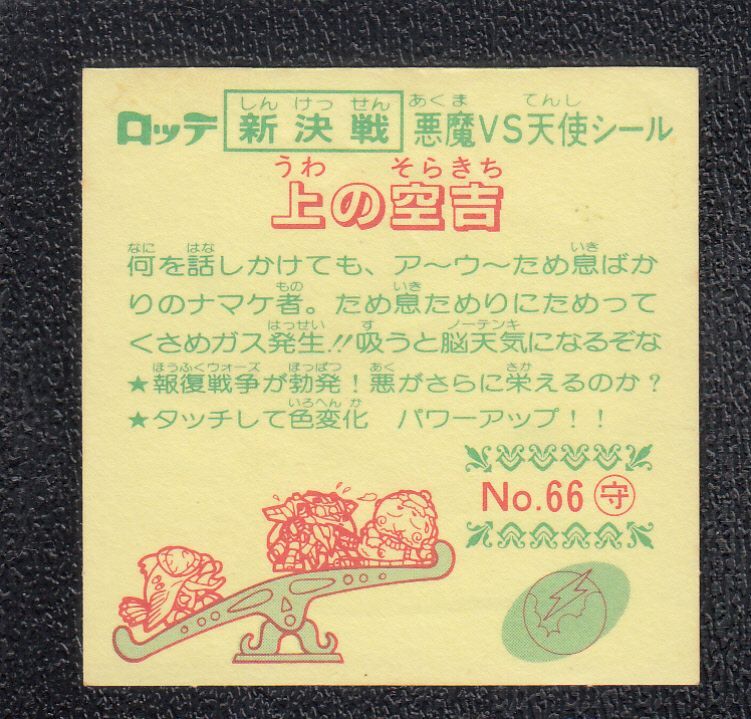 しん けっ せん あくま てんし
ロッテ 新決戦 悪魔VS天使シール
うわ そらきち
上の空吉
なに はな いき
何を話しかけても、ア〜ウ〜ため息ばか
もの いき
りのナマケ者。ため息ためりにためって
はっせい す ノーテンキ
くさめガス発生!!吸うと脳天気になるぞな
ほうふくウォーズ ぼっぱつ あく さか
★報復戦争が勃発!悪がさらに栄えるのか?
いろへんか
★タッチして色変化 パワーアップ!!
No.66 守